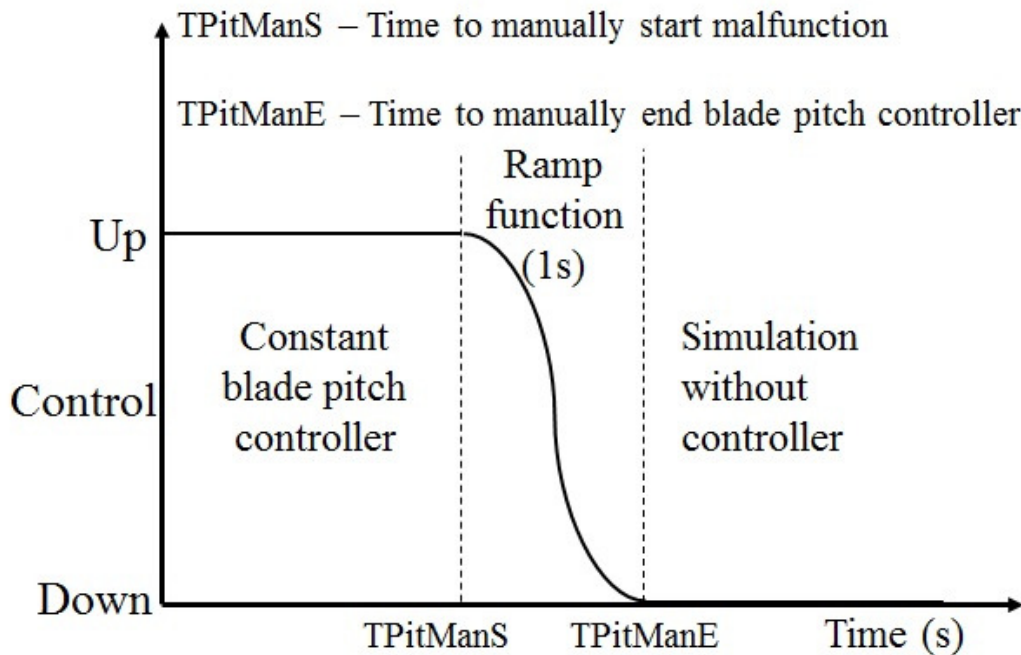 TPitManS – Time to manually start malfunction
TPitManE – Time to manually end blade pitch controller
Ramp
function
(1s)
Up
Constant
blade pitch
controller
Simulation
without
controller
Control
Down
TPitManS
TPitManE
Time (s)